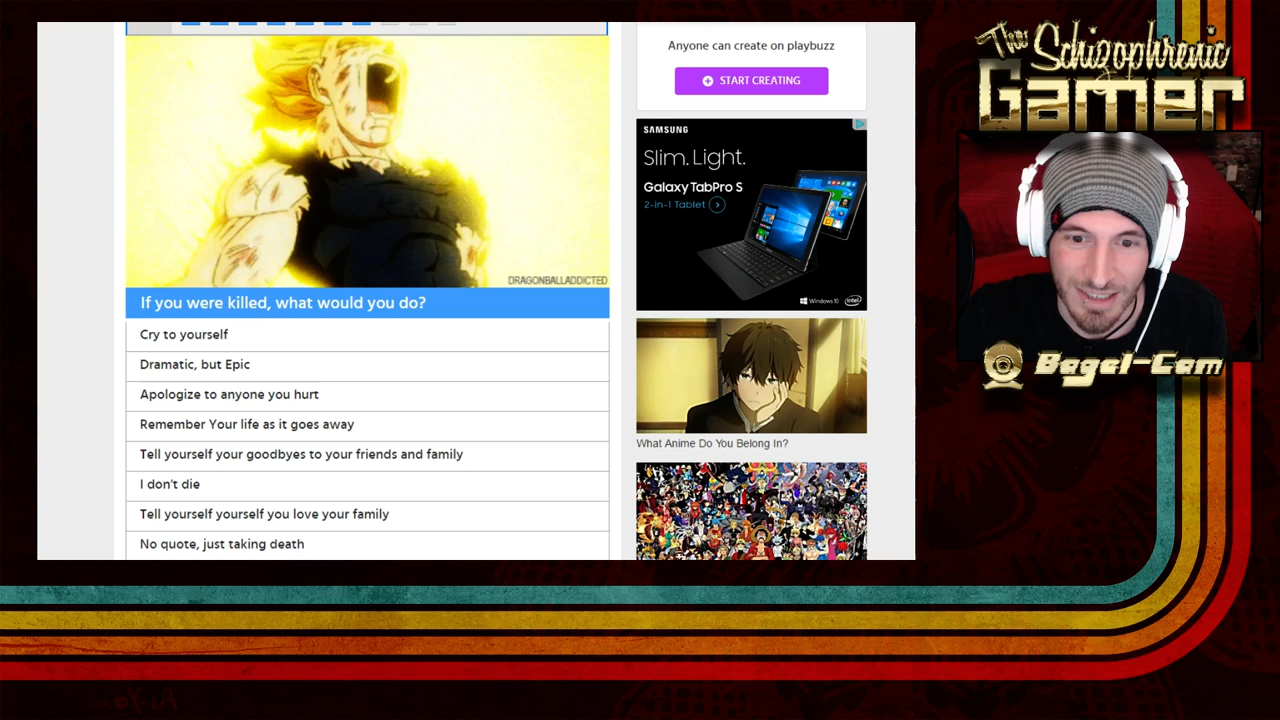 Anyone can create on playbuzz
START CREATING
DRAGONBALLADDICTED
If you were killed, what would you do?
Cry to yourself
Dramatic, but Epic
Apologize to anyone you hurt
Remember Your life as it goes away
Tell yourself your goodbyes to your friends and family
I don't die
Tell yourself yourself you love your family
No quote, just taking death
SAMSUNG
Slim. Light.
Galaxy TabPro S
2-in-1 Tablet
Windows 10 intel
What Anime Do You Belong In?
The
Schizophrenic
Gamer
Bagel-Cam